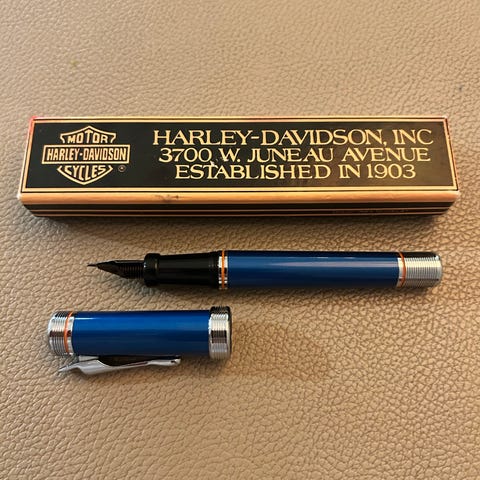 MOTOR
HARLEY-DAVIDSON
CYCLES
®
HARLEY-DAVIDSON, INC
3700 W. JUNEAU AVENUE
ESTABLISHED IN 1903